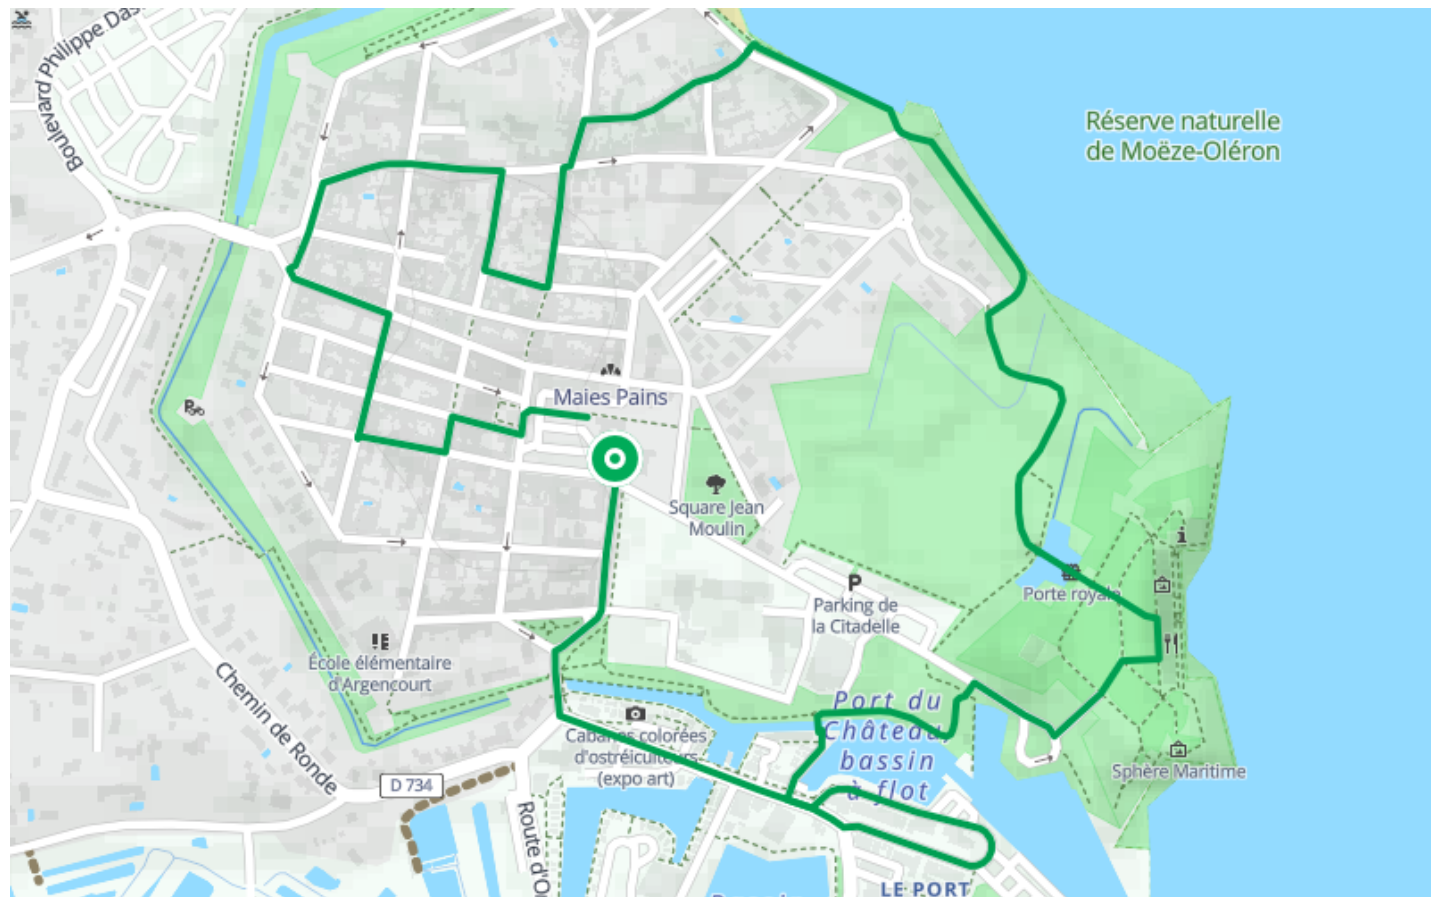 Boulevard Philippe Das
Réserve naturelle
de Moëze-Oléron
Maies Pains
P
Square Jean
Moulin
P
Parking de
la Citadelle
Porte royale
i
École élémentaire
d'Argencourt
Chemin de Ronde
Port du
Château,
bassin
à flot
Cabanes colorées
d'ostréiculteurs
(expo art)
Sphère Maritime
D 734
Route d'O
LE PORT